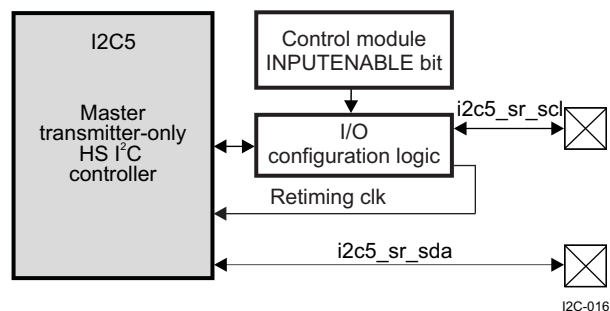 I2C5
Master
transmitter-only
HS I²C
controller
Control module
INPUTENABLE bit
I/O
configuration logic
i2c5_sr_scl
Retiming clk
i2c5_sr_sda
I2C-016